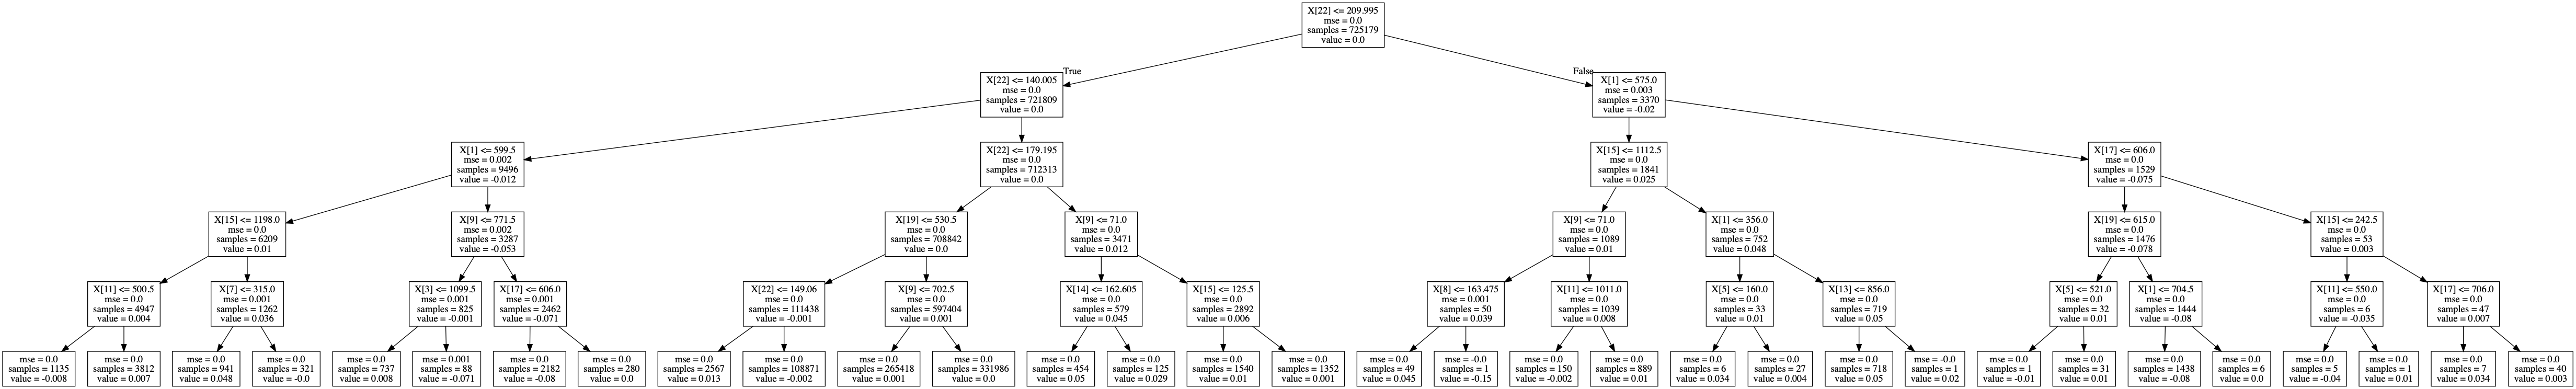 X[22] <= 209.995
mse = 0.0
samples = 725179
value = 0.0
True
False
X[22] <= 140.005
mse = 0.0
samples = 721809
value = 0.0
X[1] <= 575.0
mse = 0.003
samples = 3370
value = -0.02
X[1] <= 599.5
mse = 0.002
samples = 9496
value = -0.012
X[22] <= 179.195
mse = 0.0
samples = 712313
value = 0.0
X[15] <= 1112.5
mse = 0.0
samples = 1841
value = 0.025
X[17] <= 606.0
mse = 0.0
samples = 1529
value = -0.075
X[15] <= 1198.0
mse = 0.0
samples = 6209
value = 0.01
X[9] <= 771.5
mse = 0.002
samples = 3287
value = -0.053
X[19] <= 530.5
mse = 0.0
samples = 708842
value = 0.0
X[9] <= 71.0
mse = 0.0
samples = 3471
value = 0.012
X[9] <= 71.0
mse = 0.0
samples = 1089
value = 0.01
X[1] <= 356.0
mse = 0.0
samples = 752
value = 0.048
X[19] <= 615.0
mse = 0.0
samples = 1476
value = -0.078
X[15] <= 242.5
mse = 0.0
samples = 53
value = 0.003
X[11] <= 500.5
mse = 0.0
samples = 4947
value = 0.004
X[7] <= 315.0
mse = 0.001
samples = 1262
value = 0.036
X[3] <= 1099.5
mse = 0.001
samples = 825
value = -0.001
X[17] <= 606.0
mse = 0.001
samples = 2462
value = -0.071
X[22] <= 149.06
mse = 0.0
samples = 111438
value = -0.001
X[9] <= 702.5
mse = 0.0
samples = 597404
value = 0.001
X[14] <= 162.605
mse = 0.0
samples = 579
value = 0.045
X[15] <= 125.5
mse = 0.0
samples = 2892
value = 0.006
X[8] <= 163.475
mse = 0.001
samples = 50
value = 0.039
X[11] <= 1011.0
mse = 0.0
samples = 1039
value = 0.008
X[5] <= 160.0
mse = 0.0
samples = 33
value = 0.01
X[13] <= 856.0
mse = 0.0
samples = 719
value = 0.05
X[5] <= 521.0
mse = 0.0
samples = 32
value = 0.01
X[1] <= 704.5
mse = 0.0
samples = 1444
value = -0.08
X[11] <= 550.0
mse = 0.0
samples = 6
value = -0.035
X[17] <= 706.0
mse = 0.0
samples = 47
value = 0.007
mse = 0.0
samples = 1135
value = -0.008
mse = 0.0
samples = 3812
value = 0.007
mse = 0.0
samples = 941
value = 0.048
mse = 0.0
samples = 321
value = -0.0
mse = 0.0
samples = 737
value = 0.008
mse = 0.001
samples = 88
value = -0.071
mse = 0.0
samples = 2182
value = -0.08
mse = 0.0
samples = 280
value = 0.0
mse = 0.0
samples = 2567
value = 0.013
mse = 0.0
samples = 108871
value = -0.002
mse = 0.0
samples = 265418
value = 0.001
mse = 0.0
samples = 331986
value = 0.0
mse = 0.0
samples = 454
value = 0.05
mse = 0.0
samples = 125
value = 0.029
mse = 0.0
samples = 1540
value = 0.01
mse = 0.0
samples = 1352
value = 0.001
mse = 0.0
samples = 49
value = 0.045
mse = -0.0
samples = 1
value = -0.15
mse = 0.0
samples = 150
value = -0.002
mse = 0.0
samples = 889
value = 0.01
mse = 0.0
samples = 6
value = 0.034
mse = 0.0
samples = 27
value = 0.004
mse = 0.0
samples = 718
value = 0.05
mse = -0.0
samples = 1
value = 0.02
mse = 0.0
samples = 1
value = -0.01
mse = 0.0
samples = 31
value = 0.01
mse = 0.0
samples = 1438
value = -0.08
mse = 0.0
samples = 6
value = 0.0
mse = 0.0
samples = 5
value = -0.04
mse = 0.0
samples = 1
value = 0.01
mse = 0.0
samples = 7
value = 0.034
mse = 0.0
samples = 40
value = 0.003